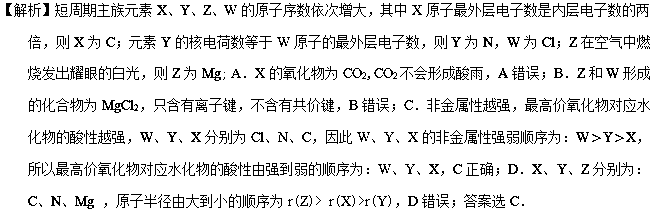 【解析】短周期主族元素 X、Y、Z、W 的原子序数依次增大，其中 X 原子最外层电子数是内层电子数的两
倍，则 X 为 C；元素 Y 的核电荷数等于 W 原子的最外层电子数，则 Y 为 N，W 为 Cl；Z 在空气中燃
烧发出耀眼的白光，则 Z 为 Mg; A．X 的氧化物为 CO₂, CO₂ 不会形成酸雨，A 错误；B．Z 和 W 形成
的化合物为 MgCl₂，只含有离子键，不含有共价键，B 错误；C．非金属性越强，最高价氧化物对应水
化物的酸性越强，W、Y、X 分别为 Cl、N、C，因此 W、Y、X 的非金属性强弱顺序为：W＞Y＞X，
所以最高价氧化物对应水化物的酸性由强到弱的顺序为：W、Y、X，C 正确；D．X、Y、Z 分别为：
C、N、Mg ，原子半径由大到小的顺序为 r(Z)> r(X)>r(Y)，D 错误；答案选 C．